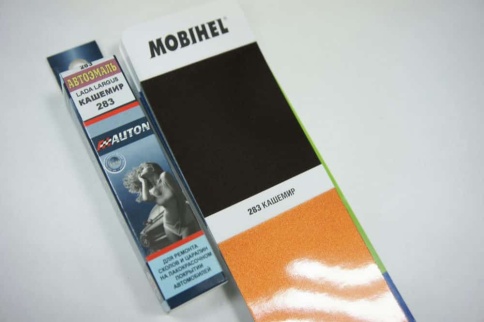 MOBIHEL
283 КАШЕМИР
283
АВТОЭМАЛЬ
LADA LARGUS
КАШЕМИР
283
AUTON
ДЛЯ РЕМОНТА
СКОЛОВ И ЦАРАПИН
НА ЛАКОКРАСОЧНОМ
ПОКРЫТИИ
АВТОМОБИЛЕЙ